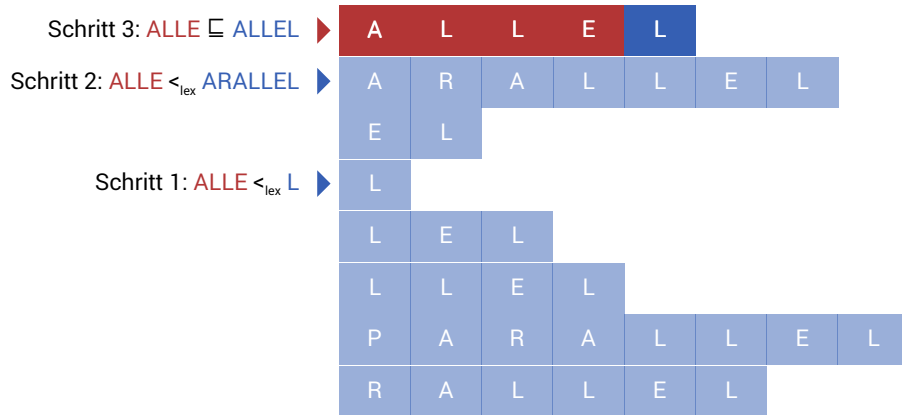 Schritt 3: ALLE ⊑ ALLEL A L L E L
Schritt 2: ALLE <lex ARALLEL A R A L L E L
E L
Schritt 1: ALLE <lex L L
L E L
L L E L
P A R A L L E L
R A L L E L